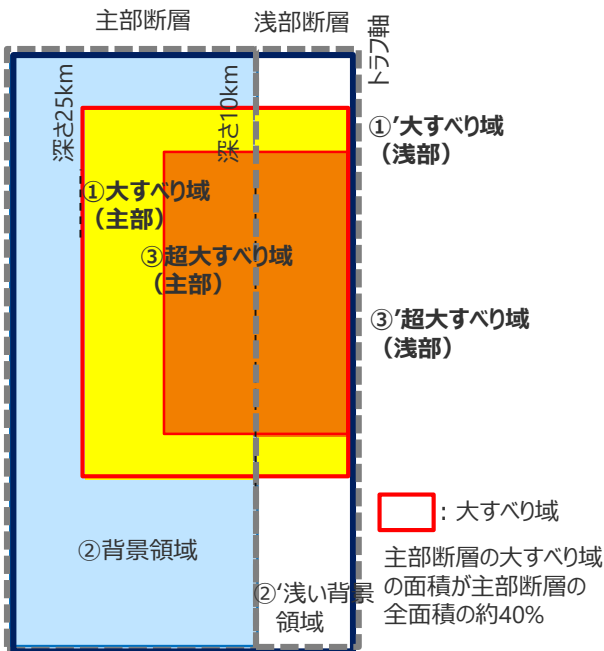 主部断層
浅部断層
トラフ軸
深さ25km
深さ10km
①’大すべり域
（浅部）
①大すべり域
（主部）
③超大すべり域
（主部）
③’超大すべり域
（浅部）
：大すべり域
②背景領域
②‘浅い背景
領域
主部断層の大すべり域
の面積が主部断層の
全面積の約40%